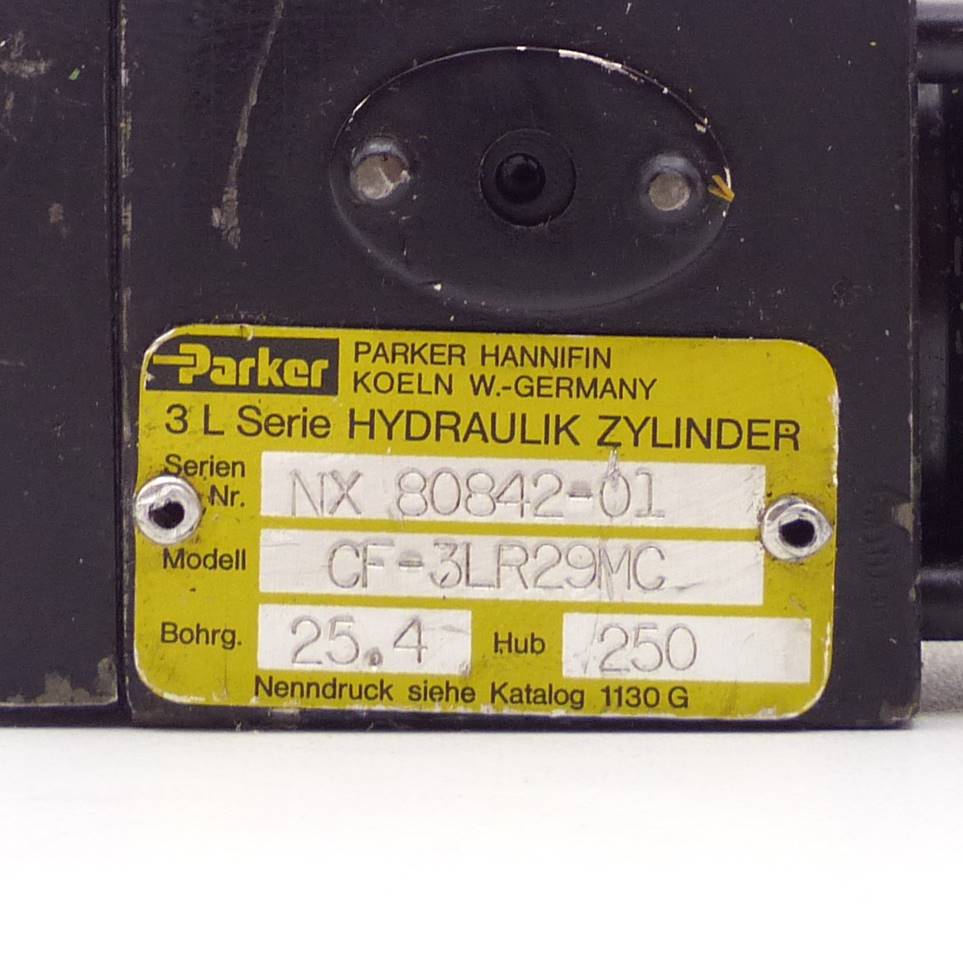 Parker PARKER HANNIFIN
KOELN W.-GERMANY
3 L Serie HYDRAULIK ZYLINDER
Serien
Nr. NX 80842-01
Modell CF-3LR29MC
Bohrg. 25.4 Hub 250
Nenndruck siehe Katalog 1130 G